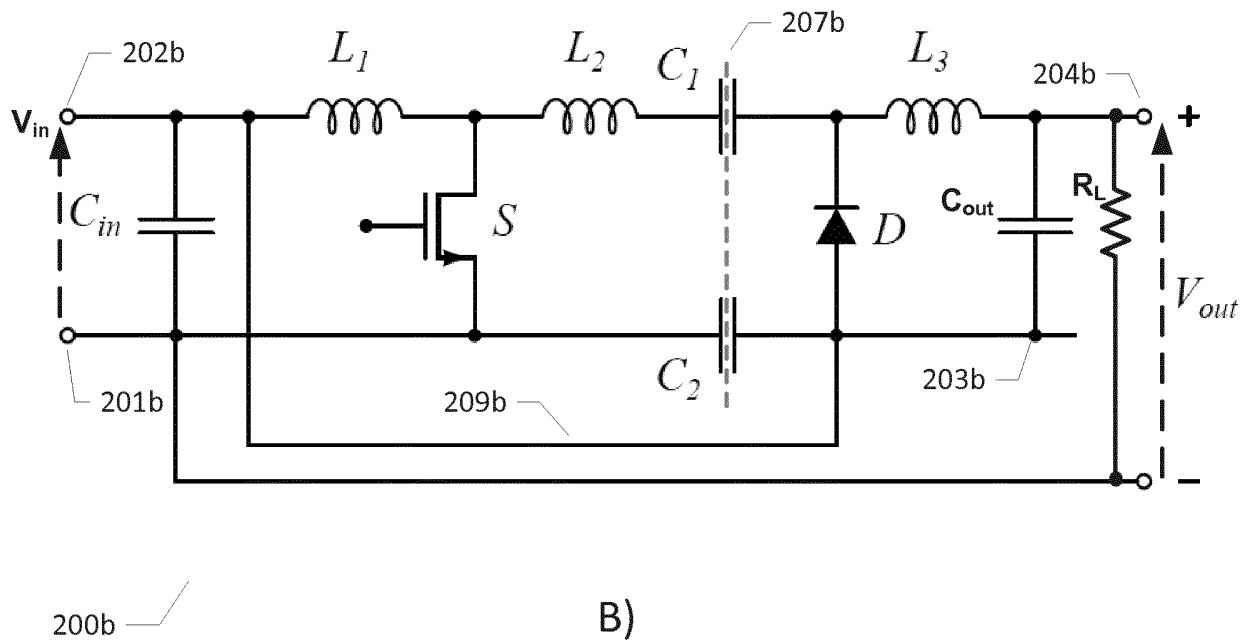 207b
202b
L1
L2
C1
L3
204b
Vin
+
Cin
S
D
Cout
RL
Vout
201b
C2
203b
209b
−
200b
B)